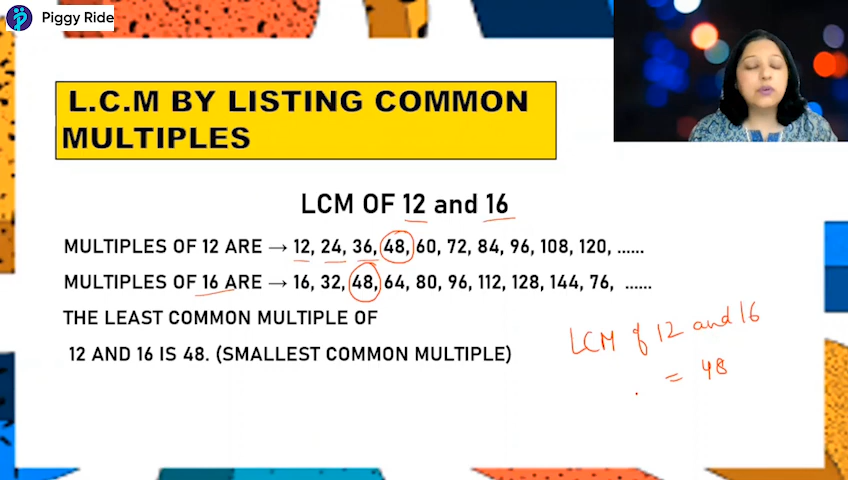 Piggy Ride
L.C.M BY LISTING COMMON
MULTIPLES
LCM OF 12 and 16
MULTIPLES OF 12 ARE → 12, 24, 36, 48, 60, 72, 84, 96, 108, 120, ......
MULTIPLES OF 16 ARE → 16, 32, 48, 64, 80, 96, 112, 128, 144, 76, ......
THE LEAST COMMON MULTIPLE OF
12 AND 16 IS 48. (SMALLEST COMMON MULTIPLE)
LCM of 12 and 16
= 48